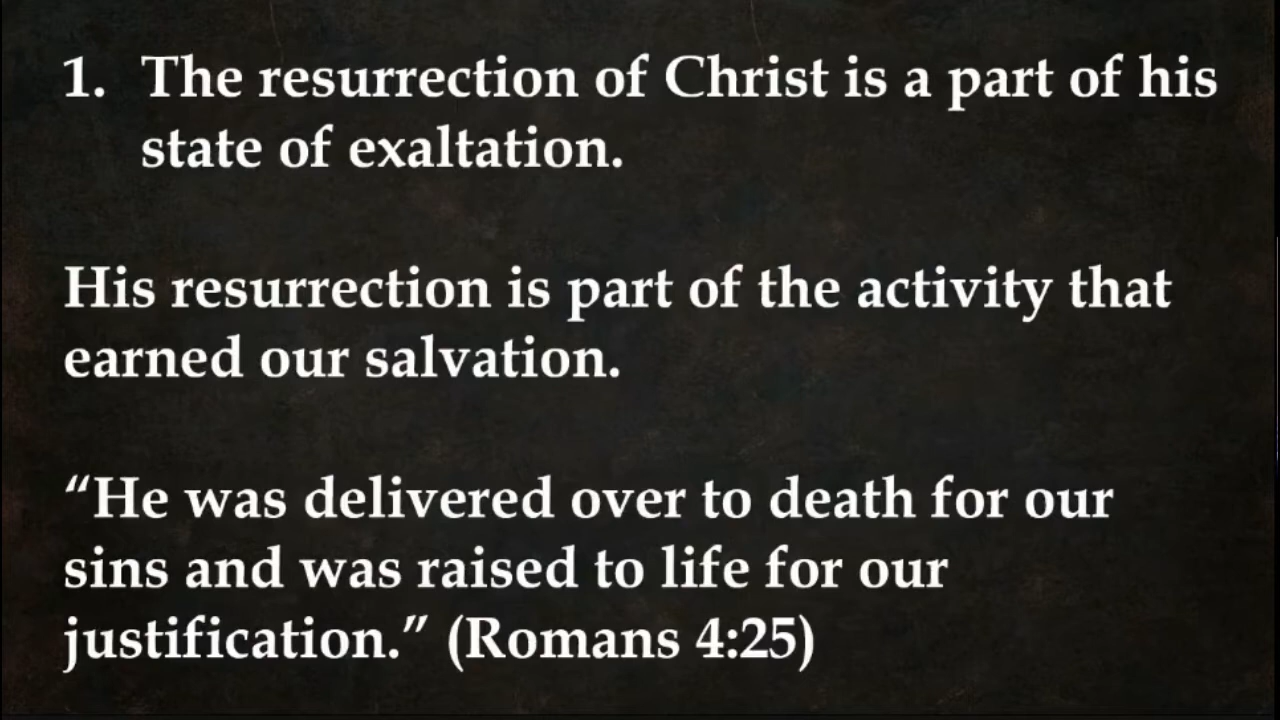 1. The resurrection of Christ is a part of his
state of exaltation.
His resurrection is part of the activity that
earned our salvation.
“He was delivered over to death for our
sins and was raised to life for our
justification.” (Romans 4:25)